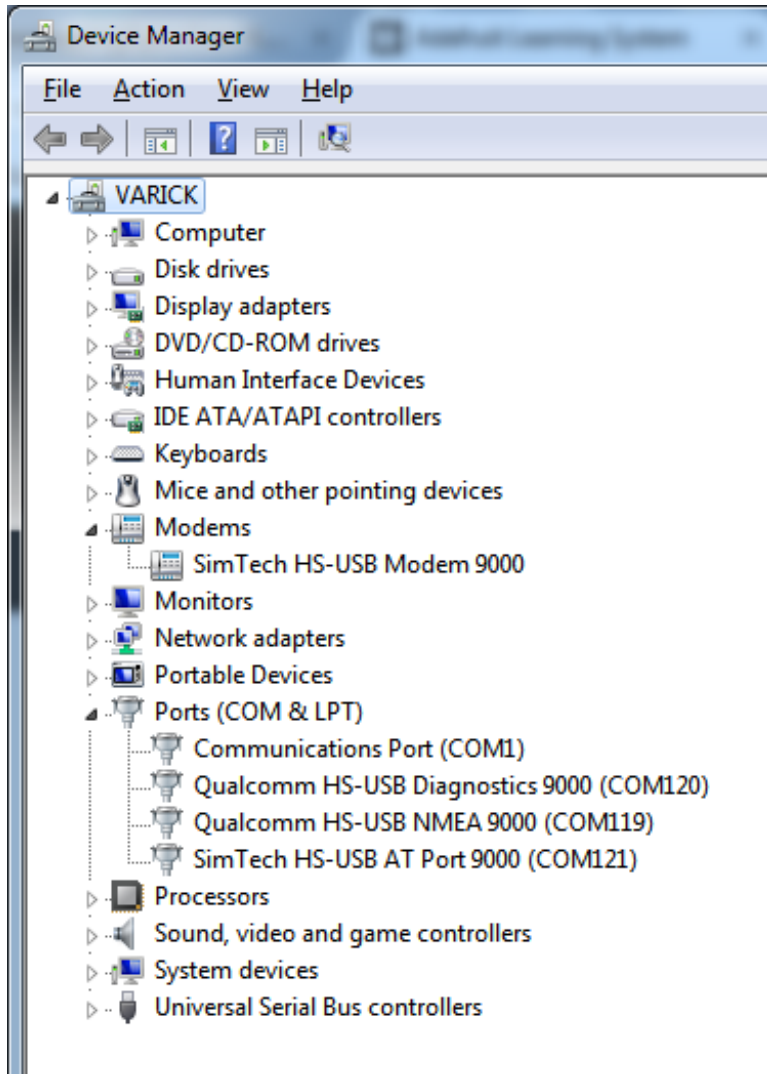 Device Manager
File Action View Help
VARICK
Computer
Disk drives
Display adapters
DVD/CD-ROM drives
Human Interface Devices
IDE ATA/ATAPI controllers
Keyboards
Mice and other pointing devices
Modems
SimTech HS-USB Modem 9000
Monitors
Network adapters
Portable Devices
Ports (COM & LPT)
Communications Port (COM1)
Qualcomm HS-USB Diagnostics 9000 (COM120)
Qualcomm HS-USB NMEA 9000 (COM119)
SimTech HS-USB AT Port 9000 (COM121)
Processors
Sound, video and game controllers
System devices
Universal Serial Bus controllers